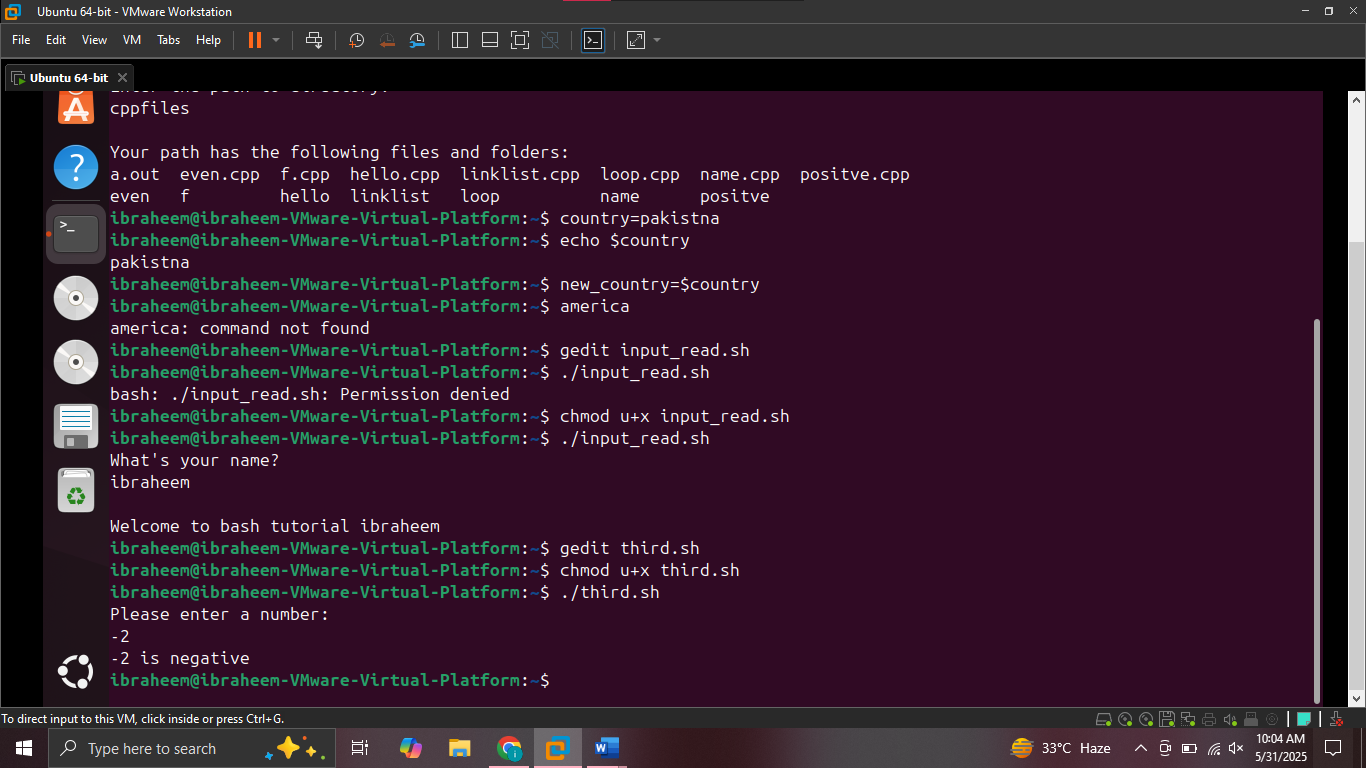 Ubuntu 64-bit - VMware Workstation
File Edit View VM Tabs Help
Ubuntu 64-bit
Enter the path to directory:
cppfiles
Your path has the following files and folders:
a.out even.cpp f.cpp hello.cpp linklist.cpp loop.cpp name.cpp positve.cpp
even f hello linklist loop name positve
ibraheem@ibraheem-VMware-Virtual-Platform:~$ country=pakistna
ibraheem@ibraheem-VMware-Virtual-Platform:~$ echo $country
pakistna
ibraheem@ibraheem-VMware-Virtual-Platform:~$ new_country=$country
ibraheem@ibraheem-VMware-Virtual-Platform:~$ america
america: command not found
ibraheem@ibraheem-VMware-Virtual-Platform:~$ gedit input_read.sh
ibraheem@ibraheem-VMware-Virtual-Platform:~$ ./input_read.sh
bash: ./input_read.sh: Permission denied
ibraheem@ibraheem-VMware-Virtual-Platform:~$ chmod u+x input_read.sh
ibraheem@ibraheem-VMware-Virtual-Platform:~$ ./input_read.sh
What's your name?
ibraheem
Welcome to bash tutorial ibraheem
ibraheem@ibraheem-VMware-Virtual-Platform:~$ gedit third.sh
ibraheem@ibraheem-VMware-Virtual-Platform:~$ chmod u+x third.sh
ibraheem@ibraheem-VMware-Virtual-Platform:~$ ./third.sh
Please enter a number:
-2
-2 is negative
ibraheem@ibraheem-VMware-Virtual-Platform:~$
To direct input to this VM, click inside or press Ctrl+G.
Type here to search
33°C Haze
10:04 AM
5/31/2025